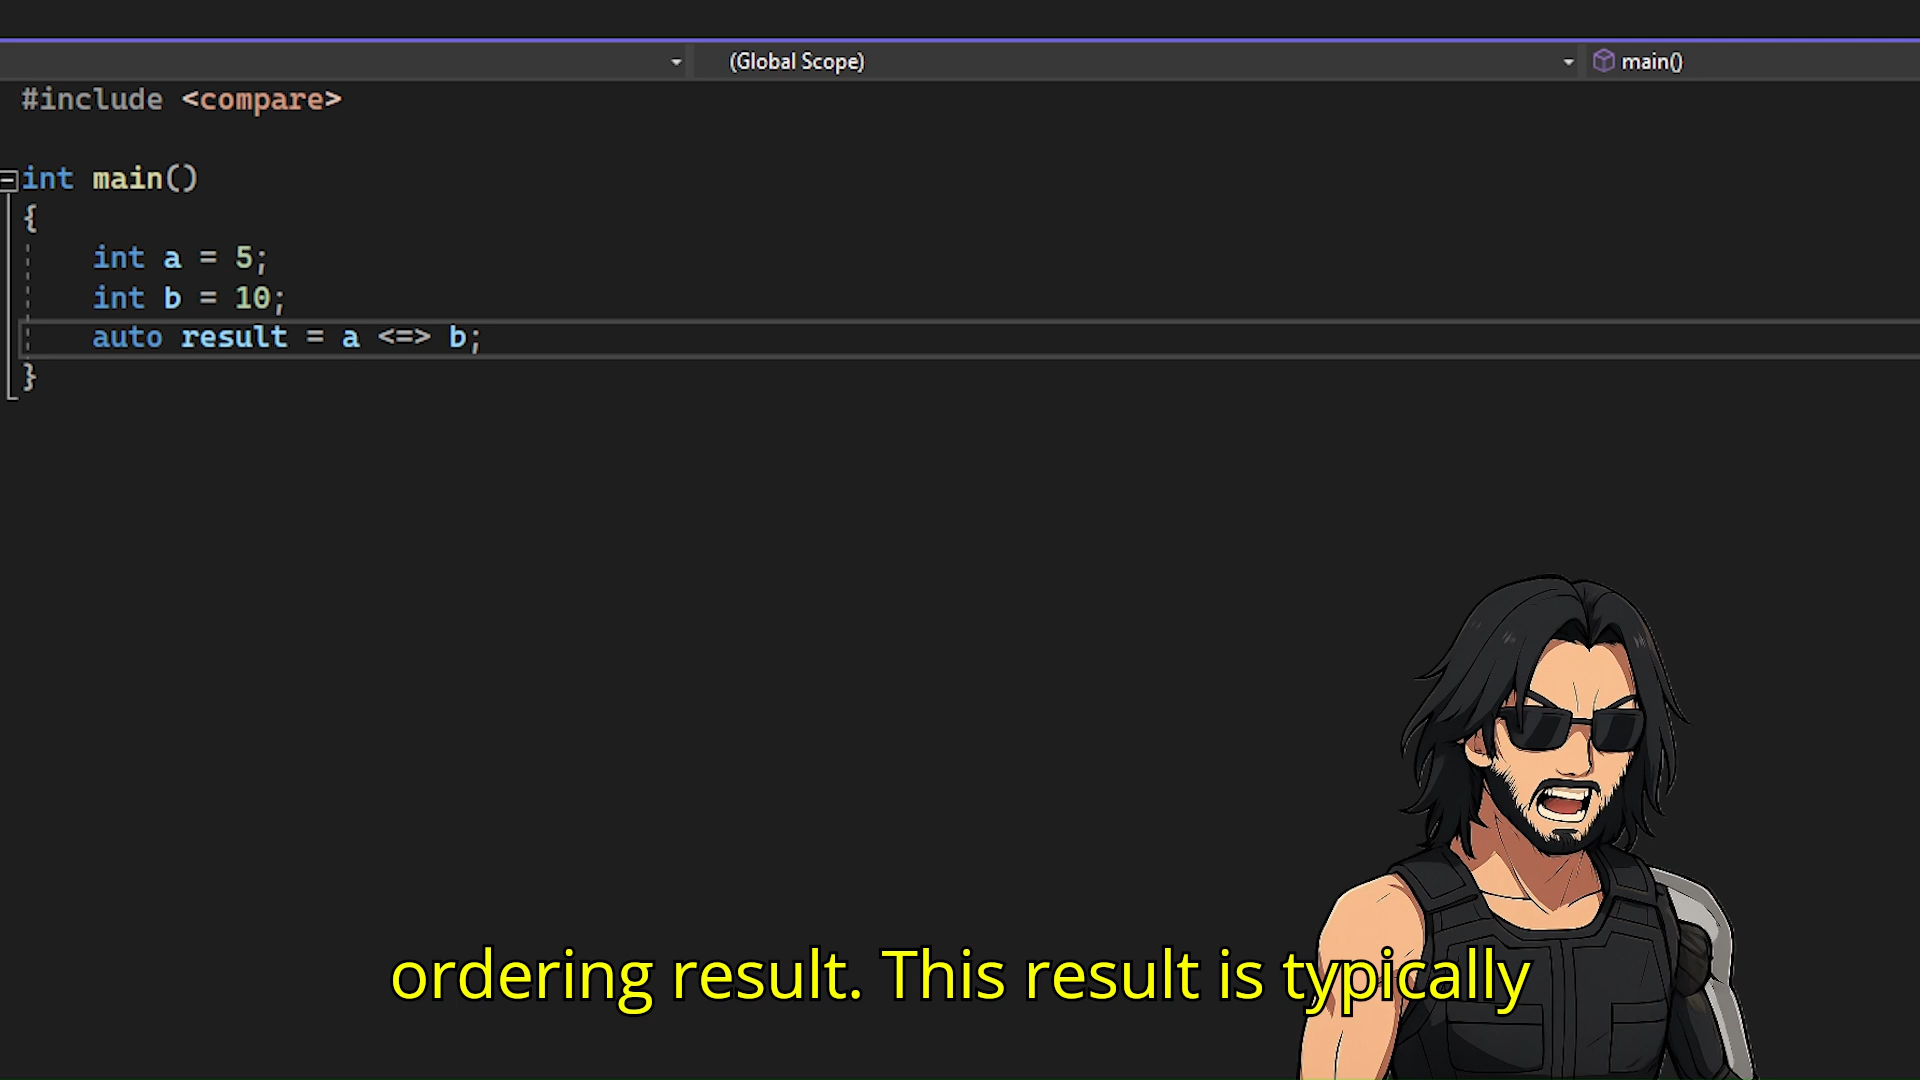 (Global Scope) main()
#include <compare>
int main()
{
int a = 5;
int b = 10;
auto result = a <=> b;
}
ordering result. This result is typically